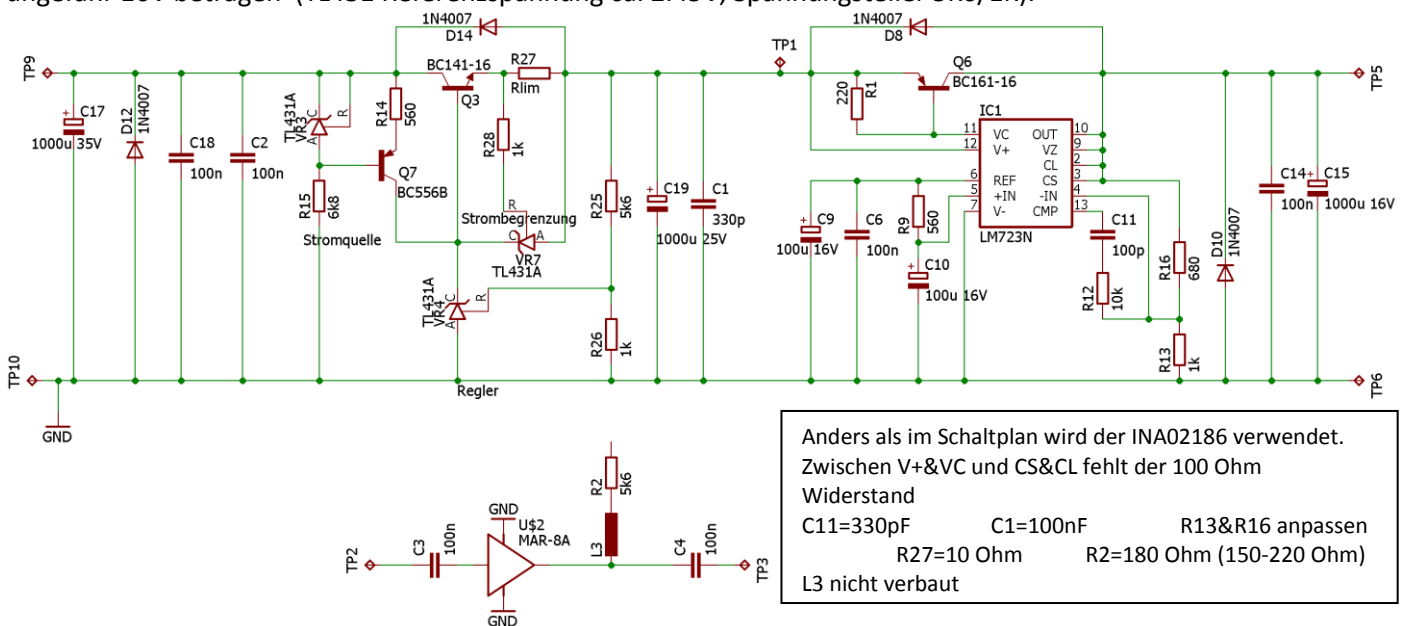 betragen (TL431 Referenzspannung ca.
1N4007
D14
1N4007
D8
TP9
BC141-16
Q3
R27
Rlim
TP1
Q6
BC161-16
TP5
C17
1000u 35V
D12
1N4007
C18
100n
C2
100n
TL431A
VR3
C
R
A
R14
560
R28
1k
220
R1
IC1
11 VC OUT 10
12 V+ VZ 9
CL 2
6 REF CS 3
5 +IN -IN 4
7 V- CMP 13
LM723N
Q7
BC556B
R15
6k8
Stromquelle
Strombegrenzung
R
C A
VR7
TL431A
R25
5k6
C19
1000u 25V
C1
330p
C9
100u 16V
C6
100n
R9
560
C10
100u 16V
C11
100p
R12
10k
R16
680
D10
1N4007
C14
100n
C15
1000u 16V
TL431A
VR4
C
R
A
R26
1k
R13
1k
TP10
Regler
TP6
GND
Anders als im Schaltplan wird der INA02186 verwendet.
Zwischen V+&VC und CS&CL fehlt der 100 Ohm
Widerstand
C11=330pF C1=100nF R13&R16 anpassen
R27=10 Ohm R2=180 Ohm (150-220 Ohm)
L3 nicht verbaut
R2
5k6
GND
U$2
MAR-8A
L3
TP2
C3
100n
C4
100n
TP3
GND